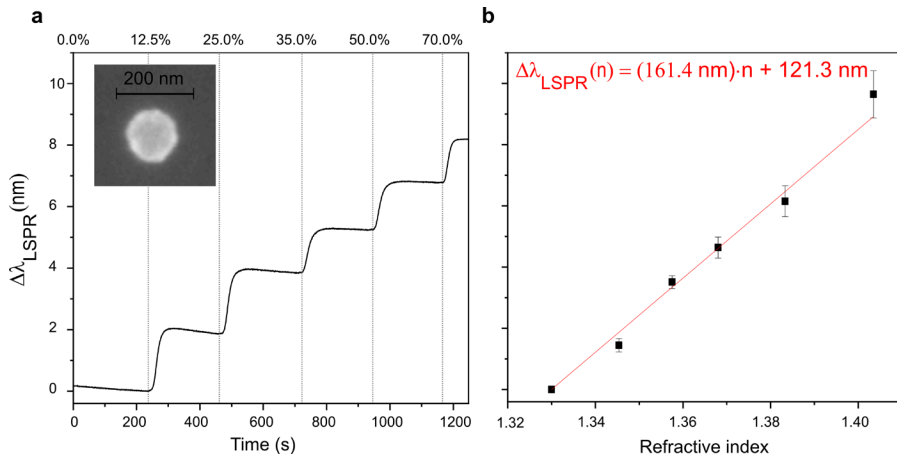 a
0.0% 12.5% 25.0% 35.0% 50.0% 70.0%
10
8
6
4
2
0
Δλ_LSPR(nm)
200 nm
0 200 400 600 800 1000 1200
Time (s)
b
Δλ_LSPR(n) = (161.4 nm)·n + 121.3 nm
1.32 1.34 1.36 1.38 1.40
Refractive index